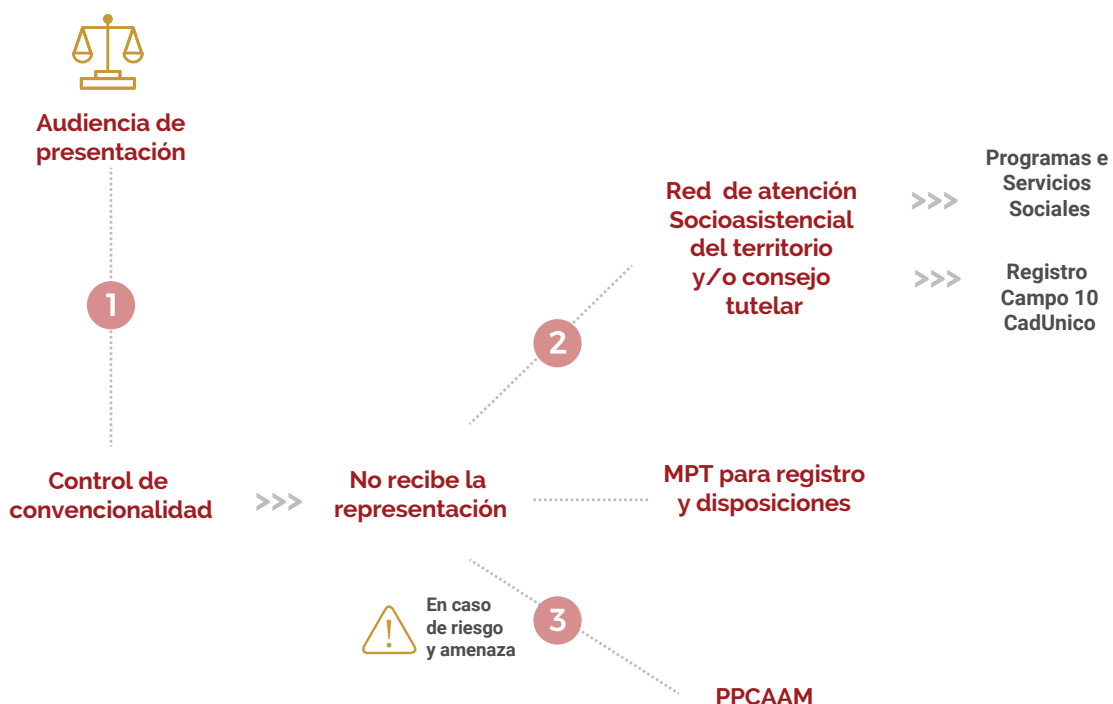 Audiencia de
presentación
1
Control de
convencionalidad
>>>
No recibe la
representación
2
Red de atención
Socioasistencial
del territorio
y/o consejo
tutelar
>>>
Programas e
Servicios
Sociales
>>>
Registro
Campo 10
CadUnico
MPT para registro
y disposiciones
En caso
de riesgo
y amenaza
3
PPCAAM